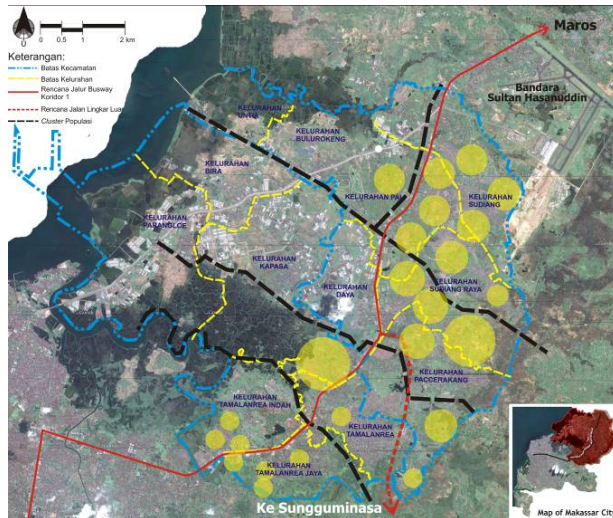 0 0.5 1 2 km
Keterangan:
Batas Kecamatan
Batas Kelurahan
Rencana Jalur Busway
Koridor 1
Rencana Jalan Lingkar Luar
Cluster Populasi
Maros
Bandara
Sultan Hasanuddin
KELURAHAN
UNTIA
KELURAHAN
BULUROKENG
KELURAHAN
BIRA
KELURAHAN PAI
KELURAHAN
SUDIANG
KELURAHAN
PARANGLOE
KELURAHAN
KAPASA
KELURAHAN
DAYA
KELURAHAN
SUDIANG RAYA
KELURAHAN
PACCERAKANG
KELURAHAN
TAMALANREA INDAH
KELURAHAN
TAMALANREA
KELURAHAN
TAMALANREA JAYA
Ke Sungguminasa
Map of Makassar City